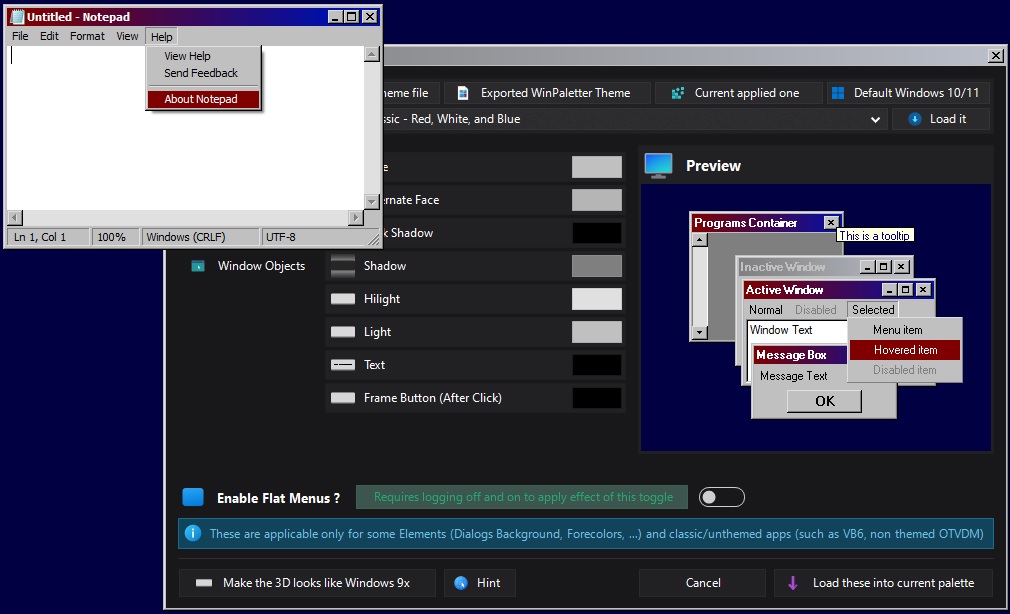 Untitled - Notepad
File Edit Format View Help
View Help
Send Feedback
About Notepad
Ln 1, Col 1 100% Windows (CRLF) UTF-8
file Exported WinPaletter Theme Current applied one Default Windows 10/11
- Red, White, and Blue Load it
Shadow
Window Objects Shadow
Hilight
Light
Text
Frame Button (After Click)
Preview
Programs Container
This is a tooltip
Inactive Window
Active Window
Normal Disabled Selected
Window Text
Menu item
Hovered item
Disabled item
Message Box
Message Text
OK
Enable Flat Menus ? Requires logging off and on to apply effect of this toggle
These are applicable only for some Elements (Dialogs Background, Forecolors, ...) and classic/unthemed apps (such as VB6, non themed OTVDM)
Make the 3D looks like Windows 9x Hint Cancel Load these into current palette